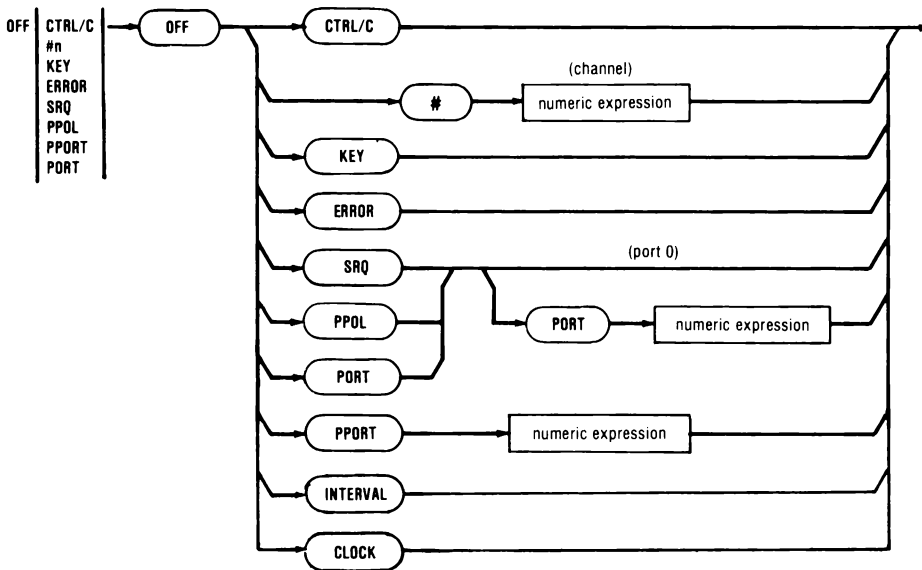 OFF CTRL/C
#n
KEY
ERROR
SRQ
PPOL
PPORT
PORT
OFF
CTRL/C
(channel)
# numeric expression
KEY
ERROR
SRQ (port 0)
PPOL PORT numeric expression
PORT
PPORT numeric expression
INTERVAL
CLOCK